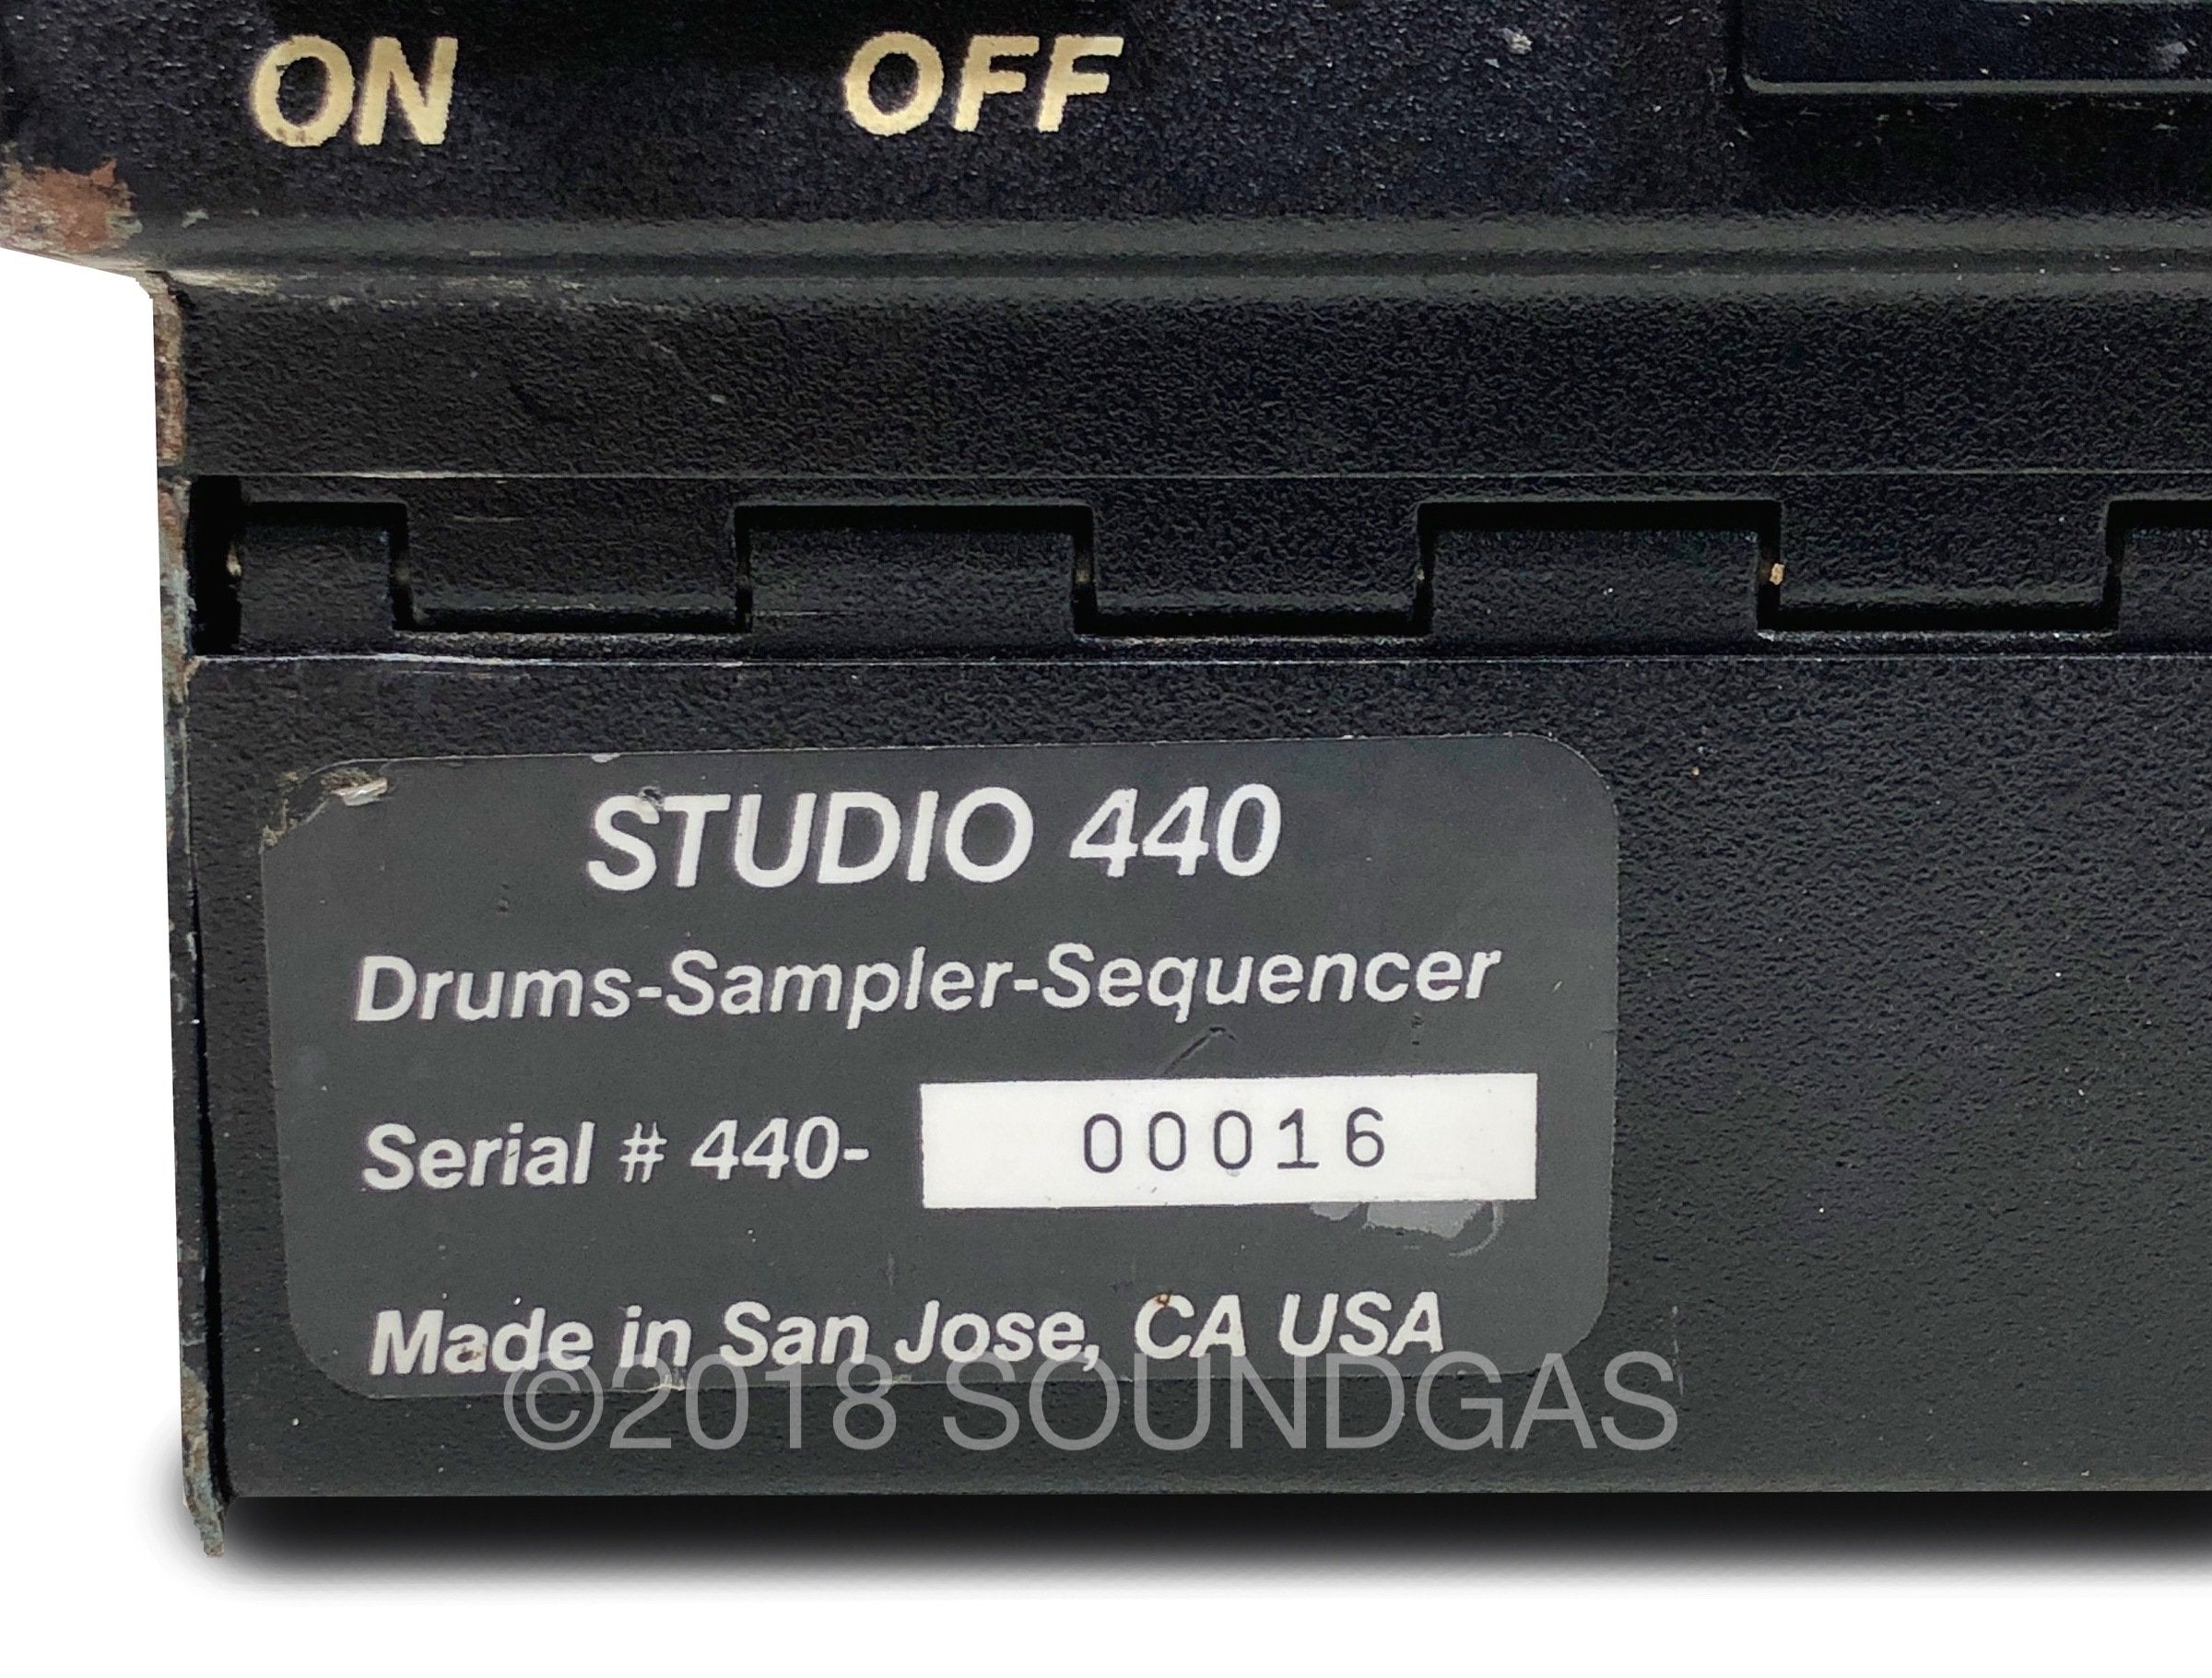 ON OFF
STUDIO 440
Drums-Sampler-Sequencer
Serial # 440- 00016
Made in San Jose, CA USA
©2018 SOUNDGAS